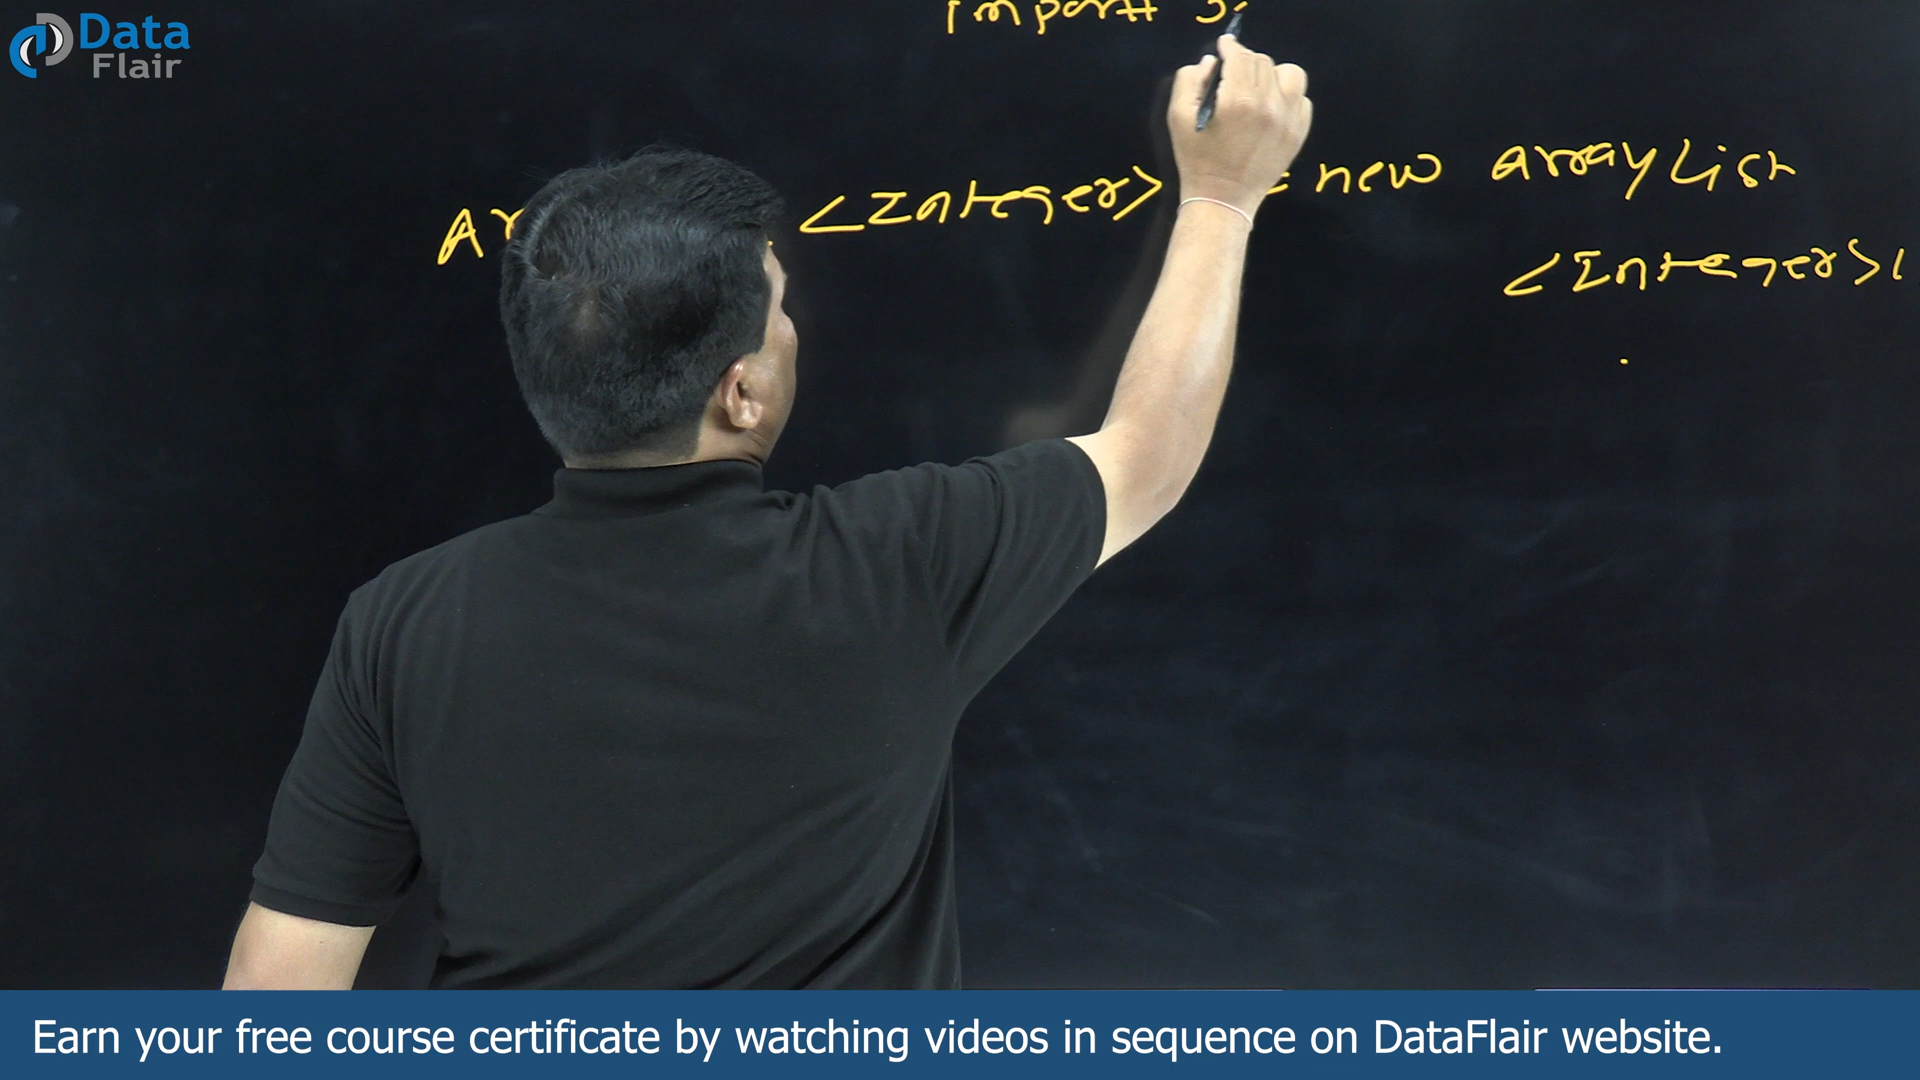 Data
Flair
import
<Integer> = new arrayList
<Integer>(
Earn your free course certificate by watching videos in sequence on DataFlair website.